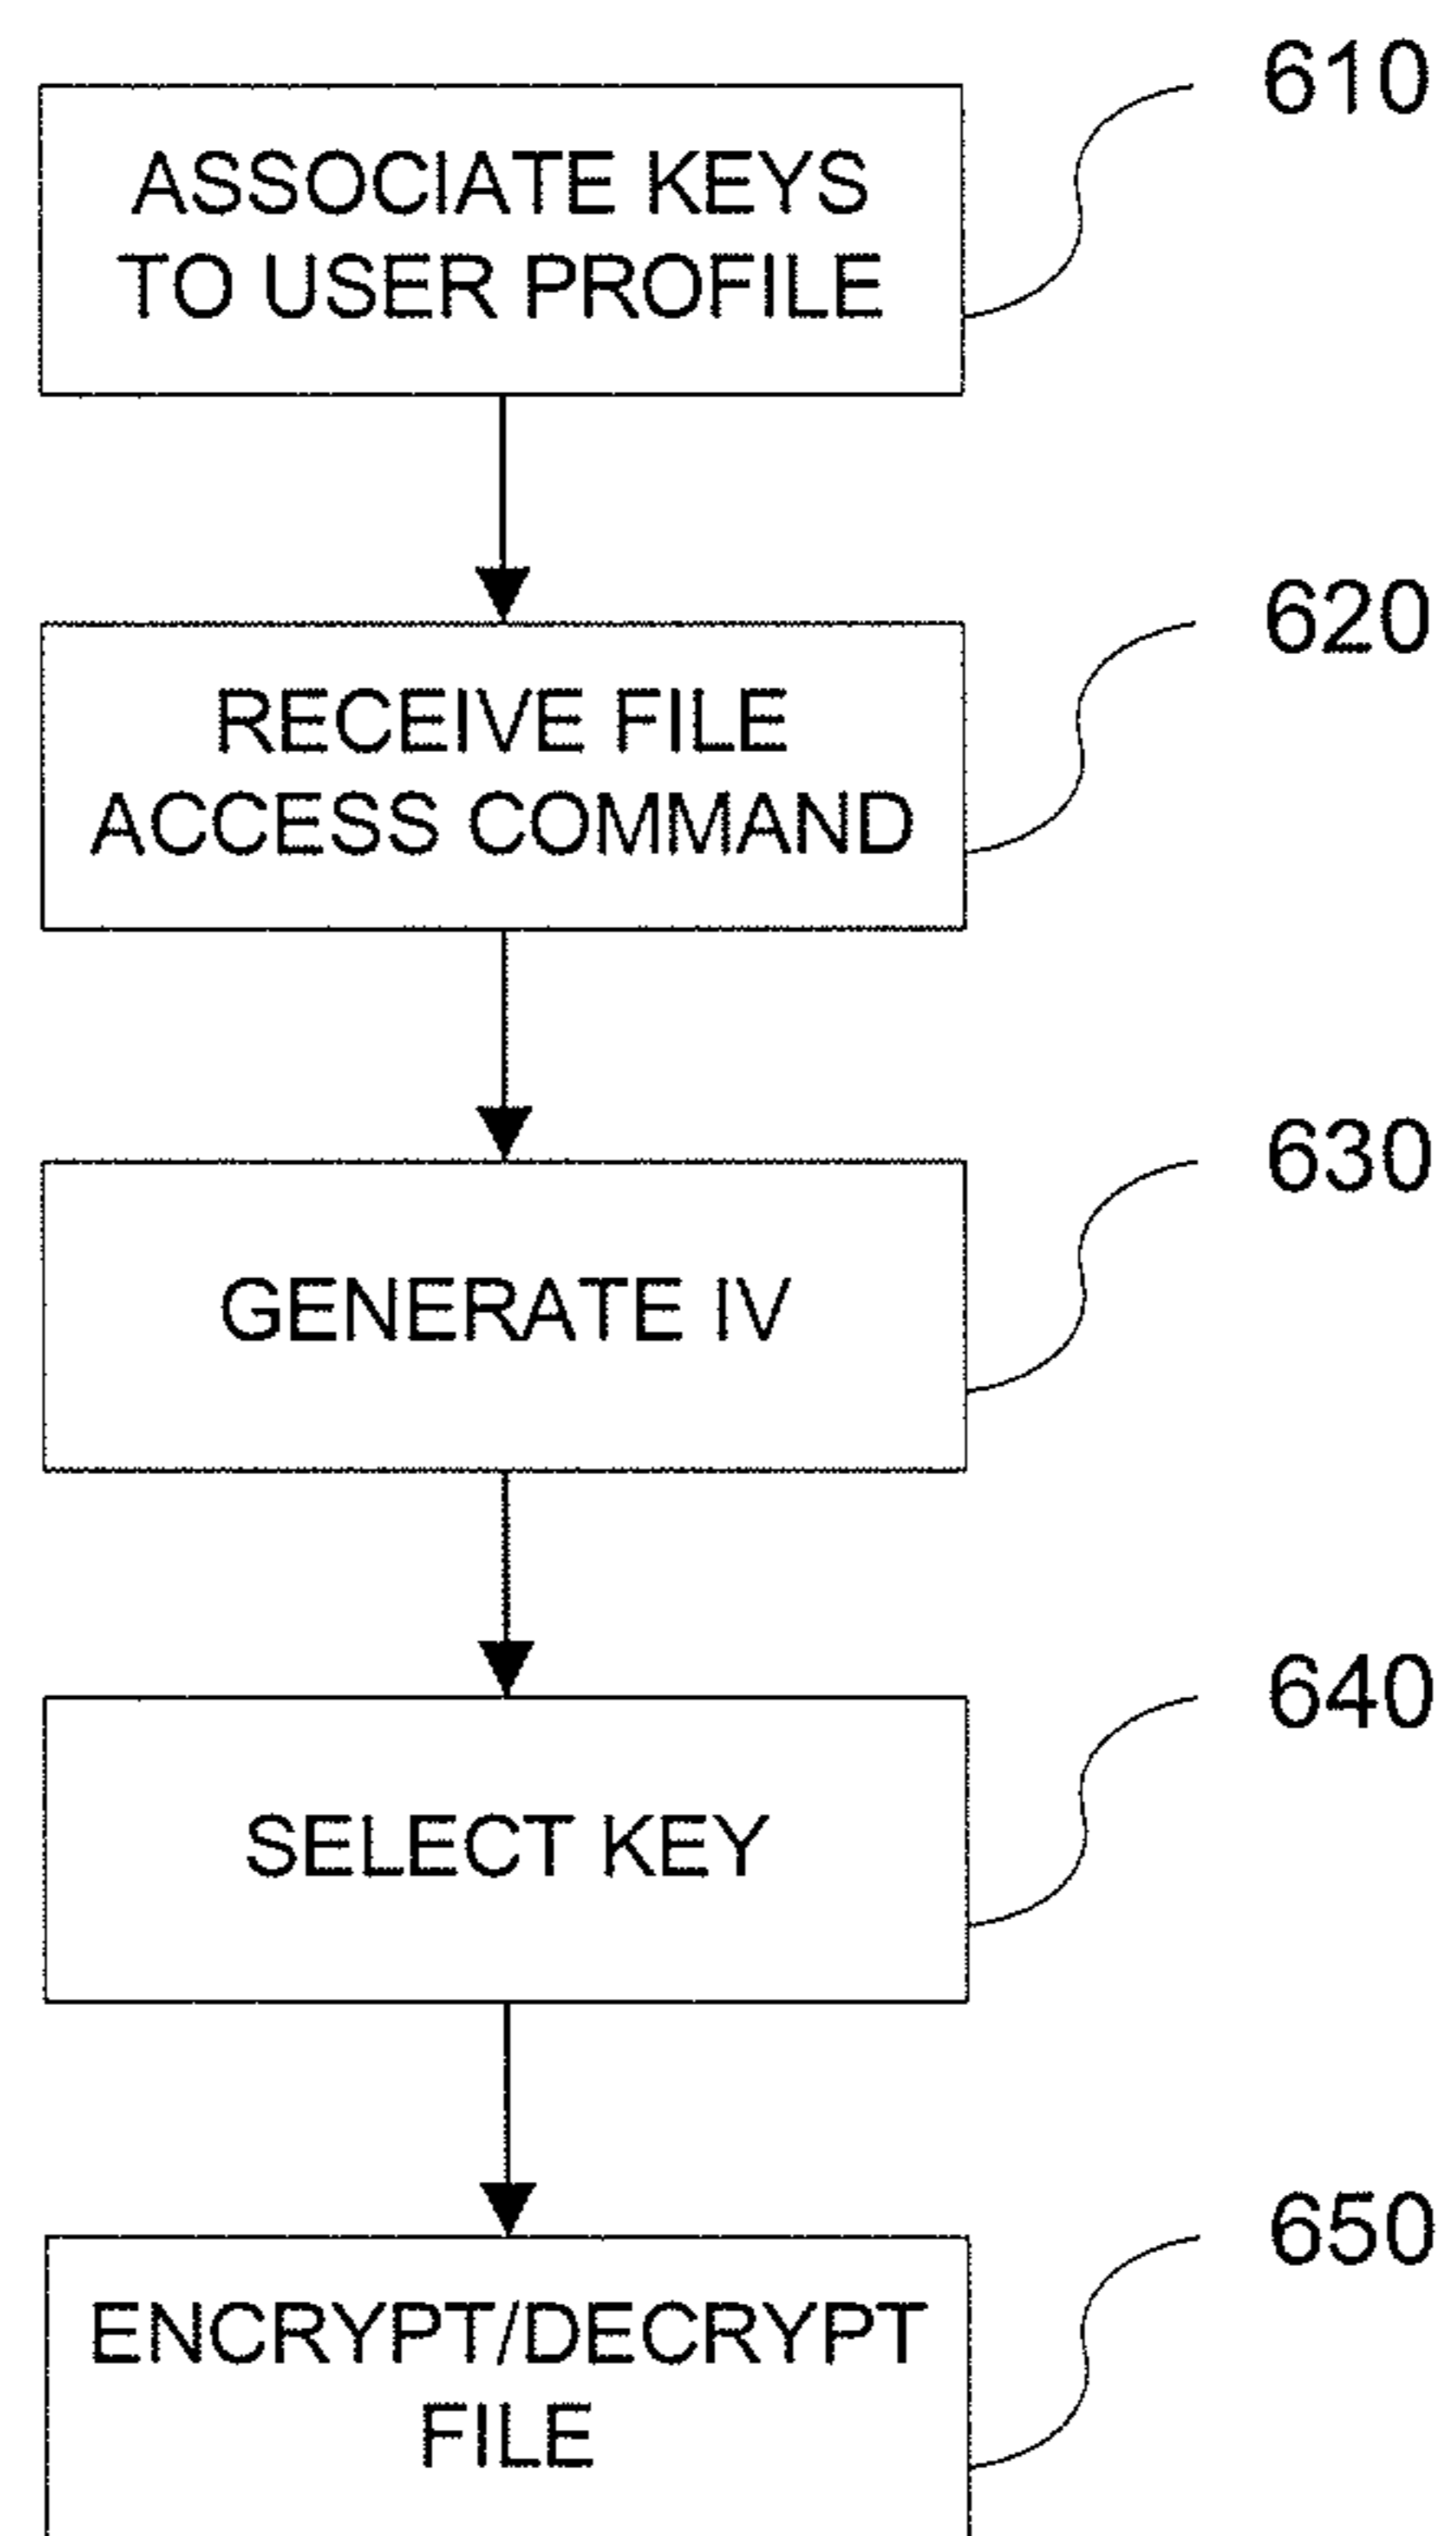 610
ASSOCIATE KEYS
TO USER PROFILE
620
RECEIVE FILE
ACCESS COMMAND
630
GENERATE IV
640
SELECT KEY
650
ENCRYPT/DECRYPT
FILE